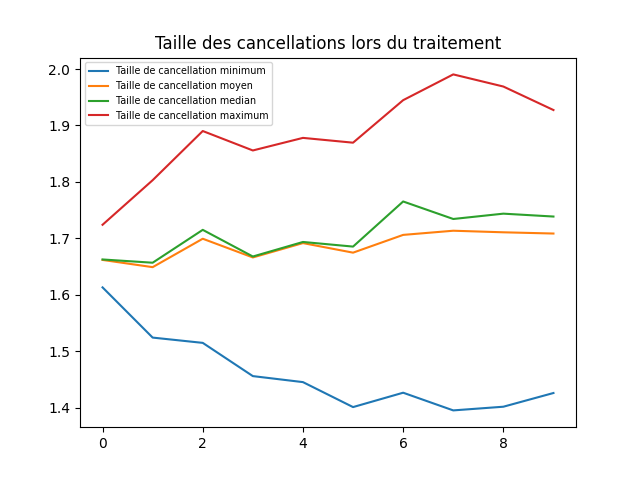 Taille des cancellations lors du traitement
Taille de cancellation minimum
Taille de cancellation moyen
Taille de cancellation median
Taille de cancellation maximum
2.0
1.9
1.8
1.7
1.6
1.5
1.4
0 2 4 6 8